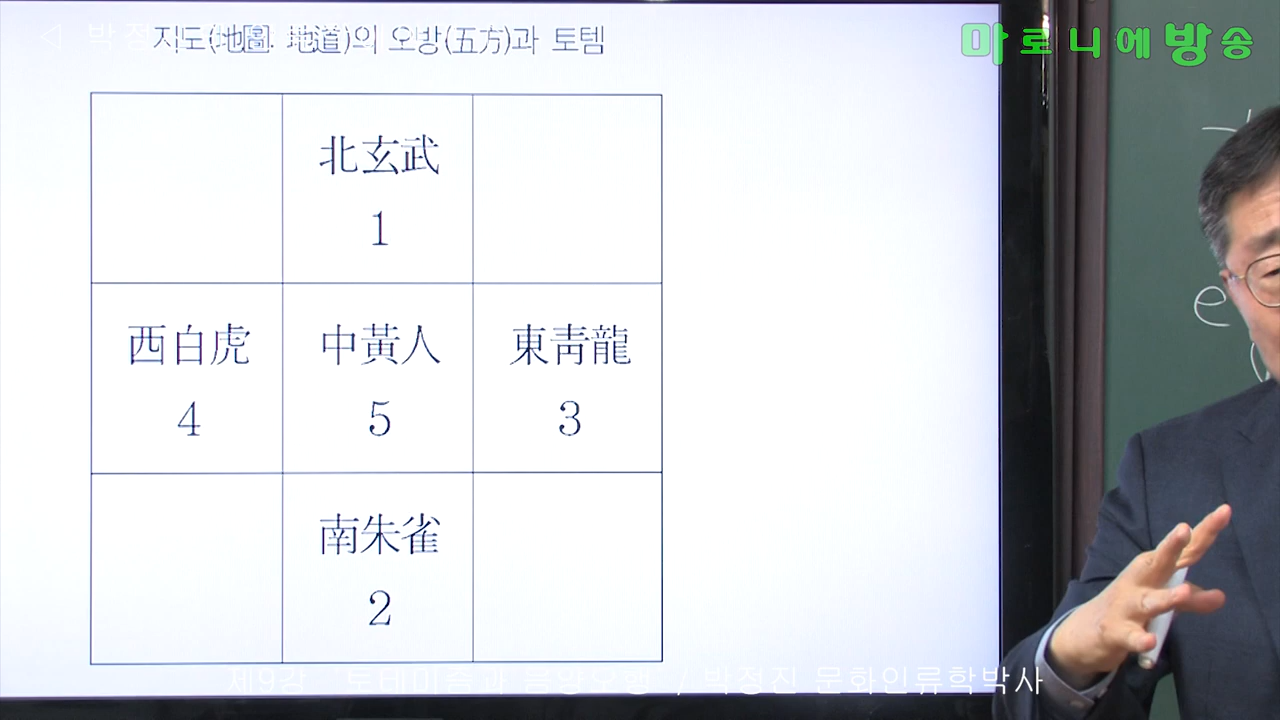 지도(地圖, 地道)의 오방(五方)과 토템
마로니에방송
北玄武
1
西白虎
中黃人
東靑龍
4
5
3
南朱雀
2
e
토테미즘과 음양오행 / 박정진 문화인류학박사